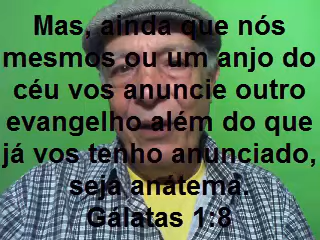 Mas, ainda que nós
mesmos ou um anjo do
céu vos anuncie outro
evangelho além do que
já vos tenho anunciado,
seja anátema.
Gálatas 1:8